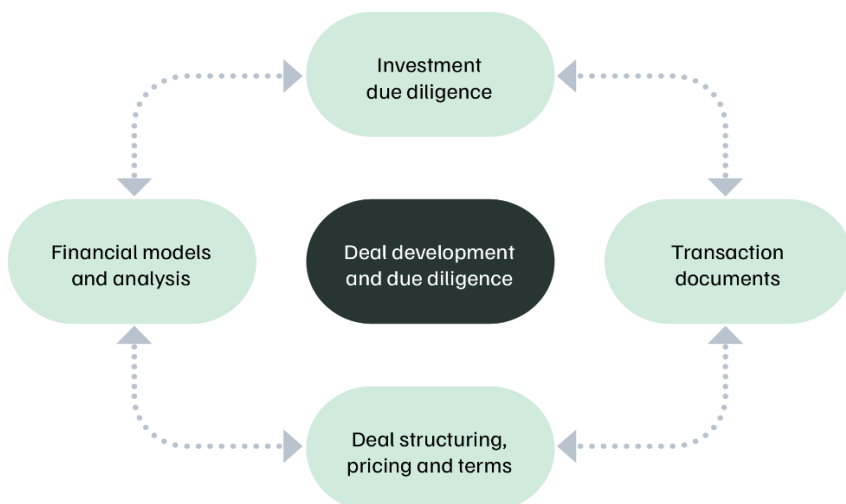 Investment
due diligence
Financial models
and analysis
Deal development
and due diligence
Transaction
documents
Deal structuring,
pricing and terms